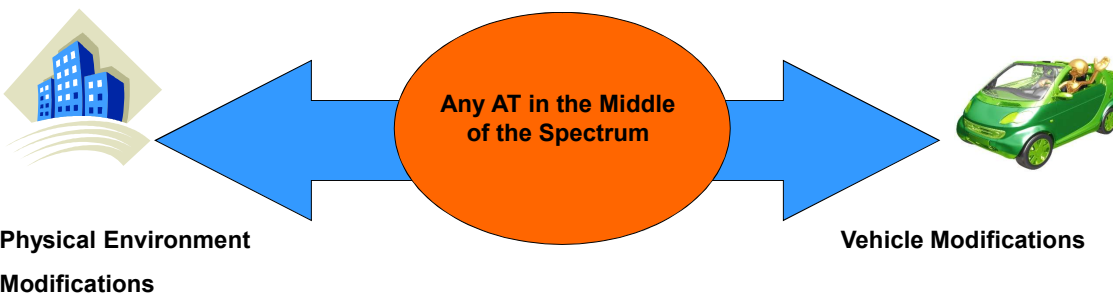 Any AT in the Middle
of the Spectrum
Physical Environment
Modifications
Vehicle Modifications